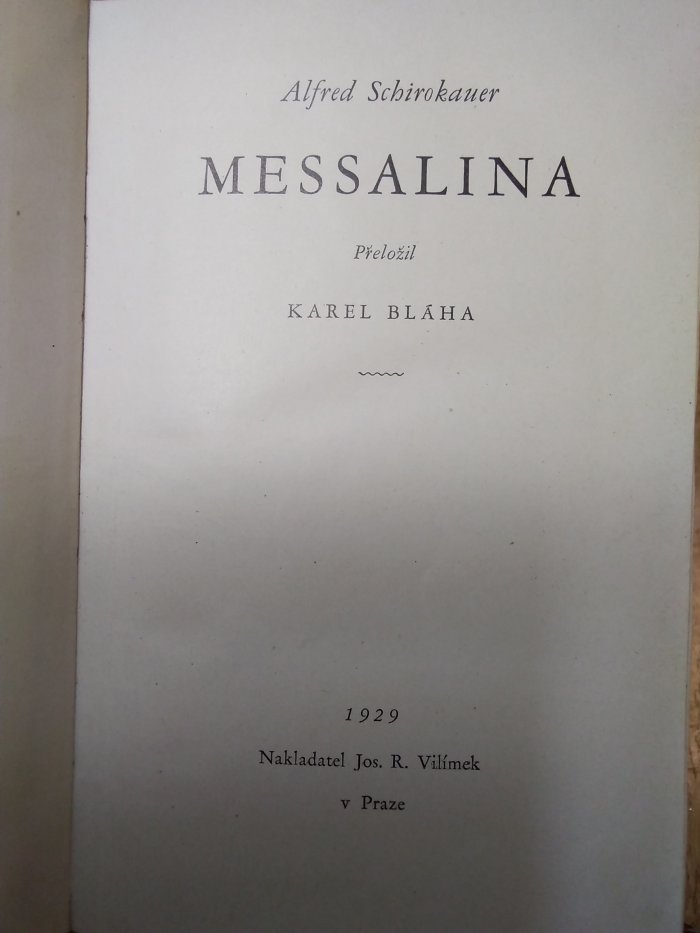 Alfred Schirokauer
MESSALINA
Přeložil
KAREL BLÁHA
1929
Nakladatel Jos. R. Vilímek
v Praze